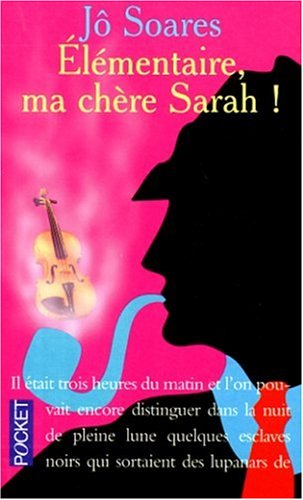 Jô Soares
Élémentaire,
ma chère Sarah !
Il était trois heures du matin et l'on pou-
vait encore distinguer dans la nuit
de pleine lune quelques esclaves
noirs qui sortaient des lupanars de
POCKET